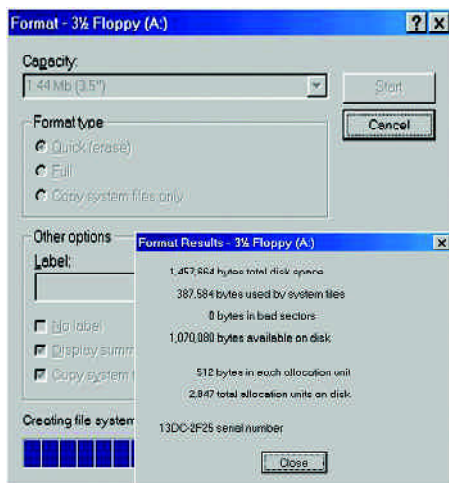 Format - 3½ Floppy (A:)
Capacity:
1.44 Mb (3.5")
Start
Format type
Cancel
Quick (erase)
Full
Copy system files only
Other options
Label:
No label
Display summ
Copy system
Creating file system
Format Results - 3½ Floppy (A:)
1,457,664 bytes total disk space
387,584 bytes used by system files
0 bytes in bad sectors
1,070,080 bytes available on disk
512 bytes in each allocation unit
2,847 total allocation units on disk
13DC-2F25 serial number
Close